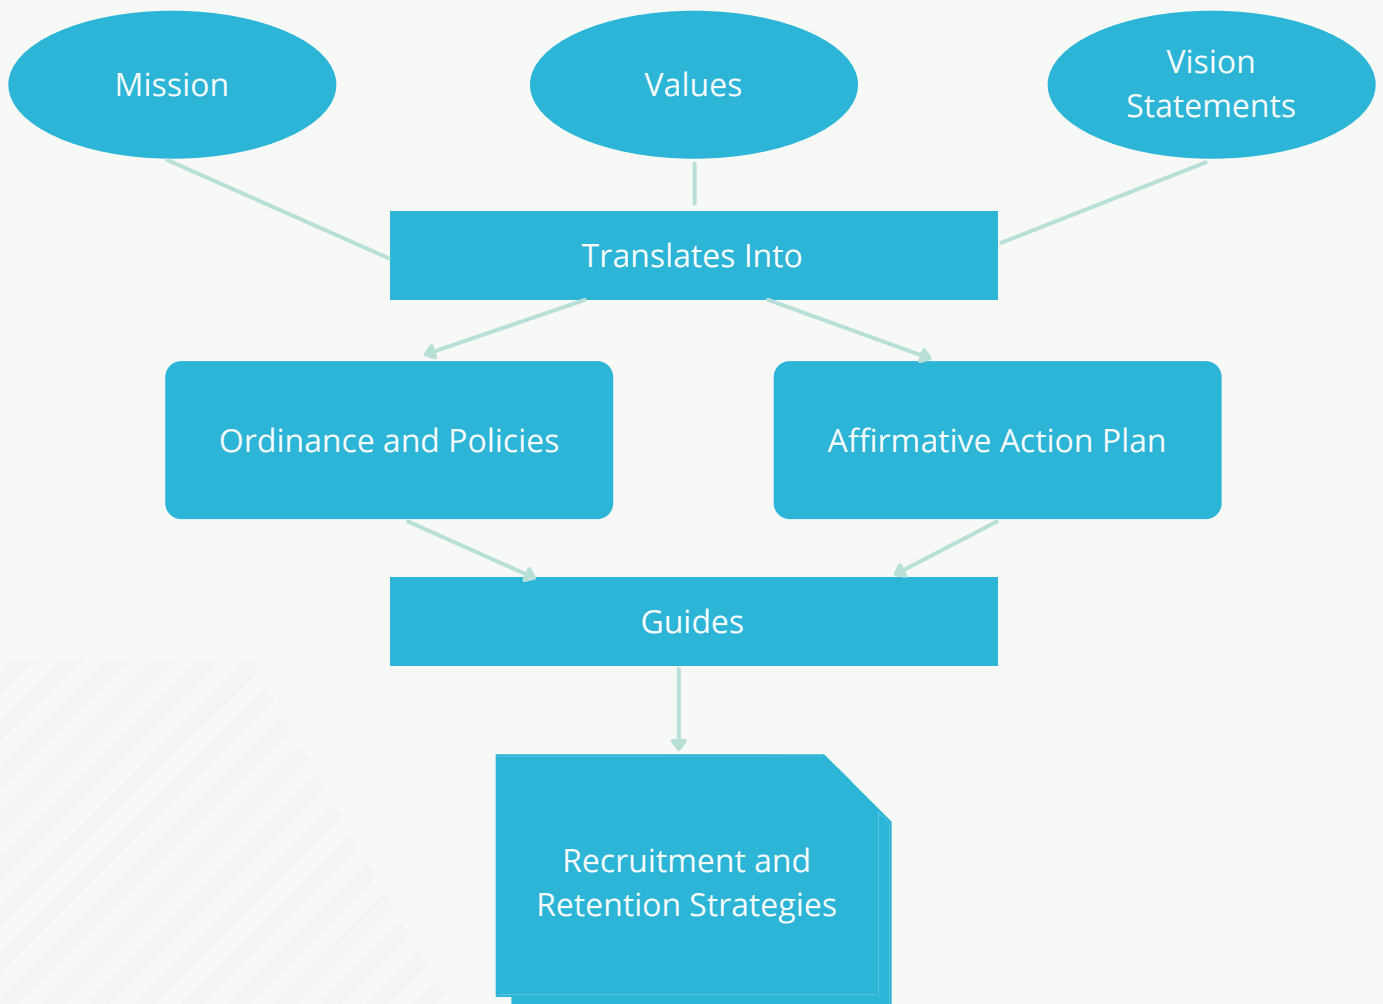 Mission
Values
Vision
Statements
Translates Into
Ordinance and Policies
Affirmative Action Plan
Guides
Recruitment and
Retention Strategies